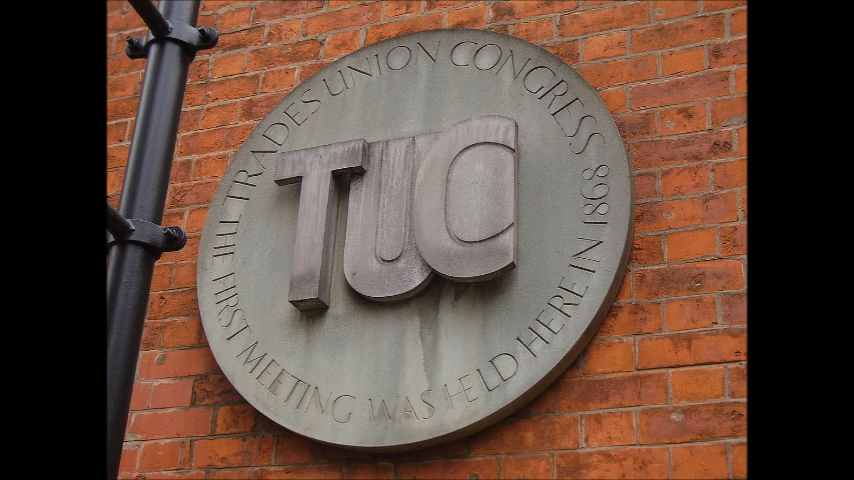 TRADES UNION CONGRESS
TUC
THE FIRST MEETING WAS HELD HERE IN 1868